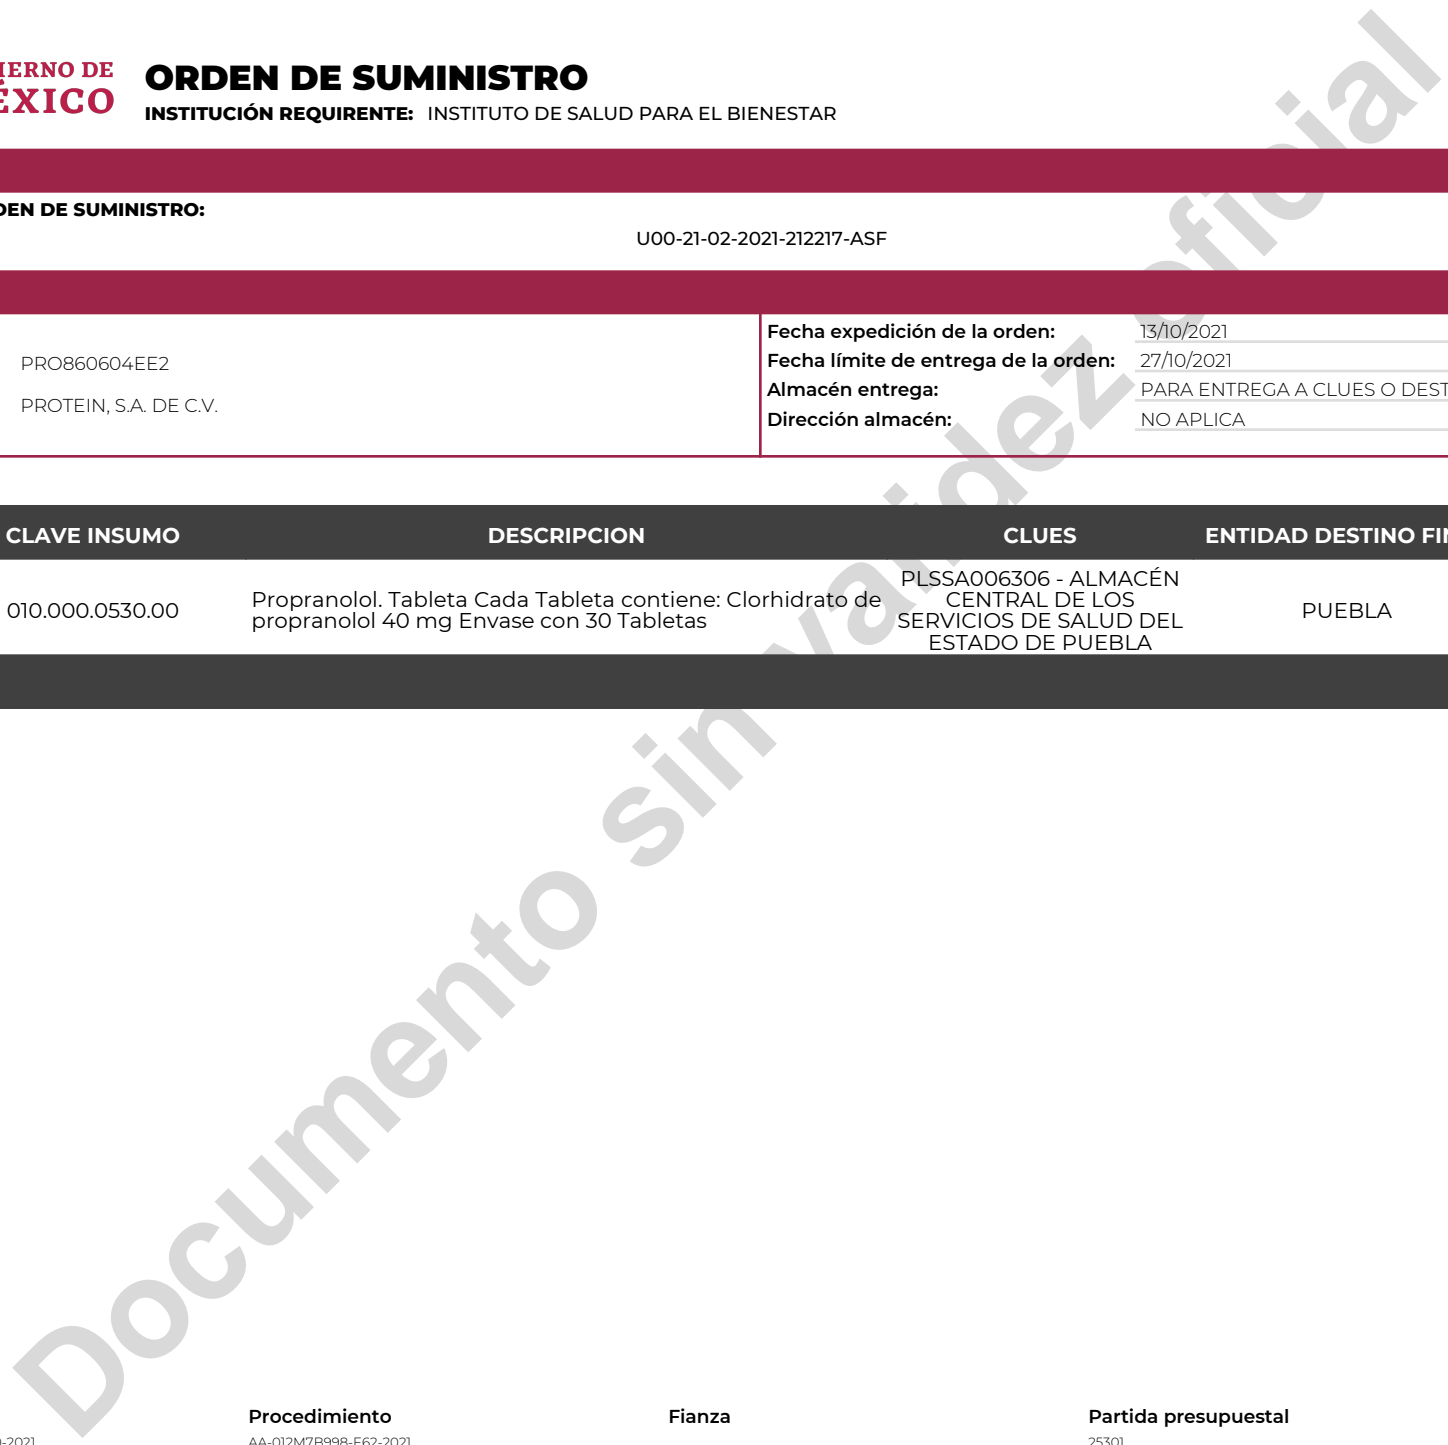 IERNO DE
ÉXICO
ORDEN DE SUMINISTRO
INSTITUCIÓN REQUIRENTE: INSTITUTO DE SALUD PARA EL BIENESTAR
DEN DE SUMINISTRO:
U00-21-02-2021-212217-ASF
PRO860604EE2
PROTEIN, S.A. DE C.V.
Fecha expedición de la orden: 13/10/2021
Fecha límite de entrega de la orden: 27/10/2021
Almacén entrega: PARA ENTREGA A CLUES O DEST
Dirección almacén: NO APLICA
CLAVE INSUMO DESCRIPCION CLUES ENTIDAD DESTINO FIN
010.000.0530.00
Propranolol. Tableta Cada Tableta contiene: Clorhidrato de
propranolol 40 mg Envase con 30 Tabletas
PLSSA006306 - ALMACÉN
CENTRAL DE LOS
SERVICIOS DE SALUD DEL
ESTADO DE PUEBLA
PUEBLA
Documento sin validez oficial
Procedimiento Fianza Partida presupuestal
-2021 AA-012M7B998-E62-2021 25301